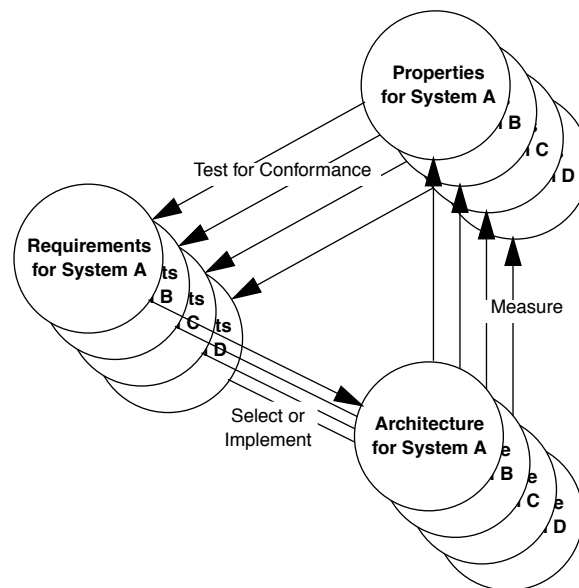 Properties
for System A
B
C
D
Test for Conformance
Requirements
for System A
ts
B
ts
C
ts
D
Measure
Select or
Implement
Architecture
for System A
e
B
e
C
e
D